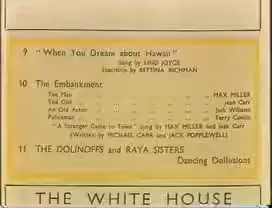 9 "When You Dream about Hawaii"
Sung by LIND JOYCE
Speciality by BETTINA RICHMAN
10 The Embankment
The Man .. MAX MILLER
The Girl .. Jean Carr
An Old Actor .. Jack Williams
Policeman .. Terry Conlin
"A Stranger Came to Town" sung by MAX MILLER and Jean Carr
(Written by MICHAEL CARR and JACK POPPLEWELL)
11 THE DOLINOFFS and RAYA SISTERS
Dancing Dollusions
THE WHITE HOUSE